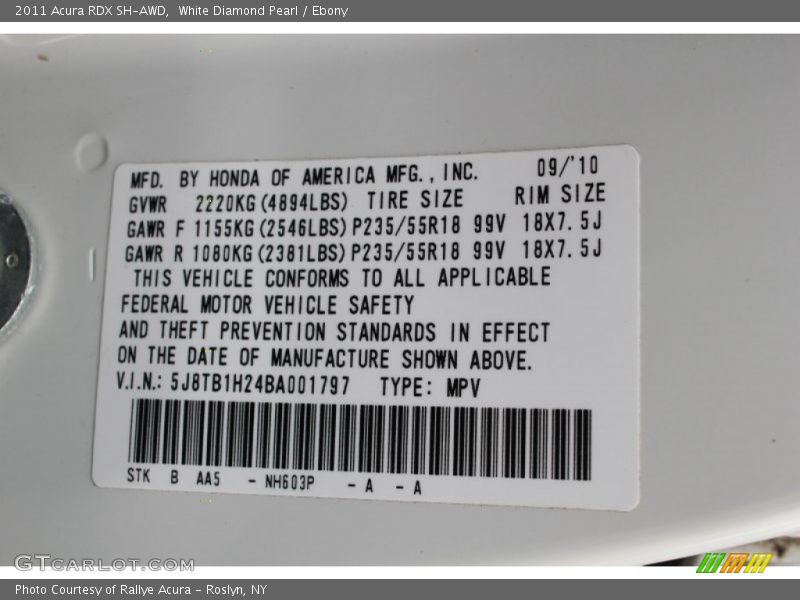 2011 Acura RDX SH-AWD,  White Diamond Pearl / Ebony
MFD. BY HONDA OF AMERICA MFG., INC. 09/'10
GVWR 2220KG(4894LBS) TIRE SIZE RIM SIZE
GAWR F 1155KG(2546LBS)P235/55R18 99V 18X7.5J
GAWR R 1080KG(2381LBS)P235/55R18 99V 18X7.5J
THIS VEHICLE CONFORMS TO ALL APPLICABLE
FEDERAL MOTOR VEHICLE SAFETY
AND THEFT PREVENTION STANDARDS IN EFFECT
ON THE DATE OF MANUFACTURE SHOWN ABOVE.
V.I.N.: 5J8TB1H24BA001797 TYPE: MPV
STK B AA5 - NH603P - A - A
GTCARLOT.COM
Photo Courtesy of Rallye Acura - Roslyn, NY